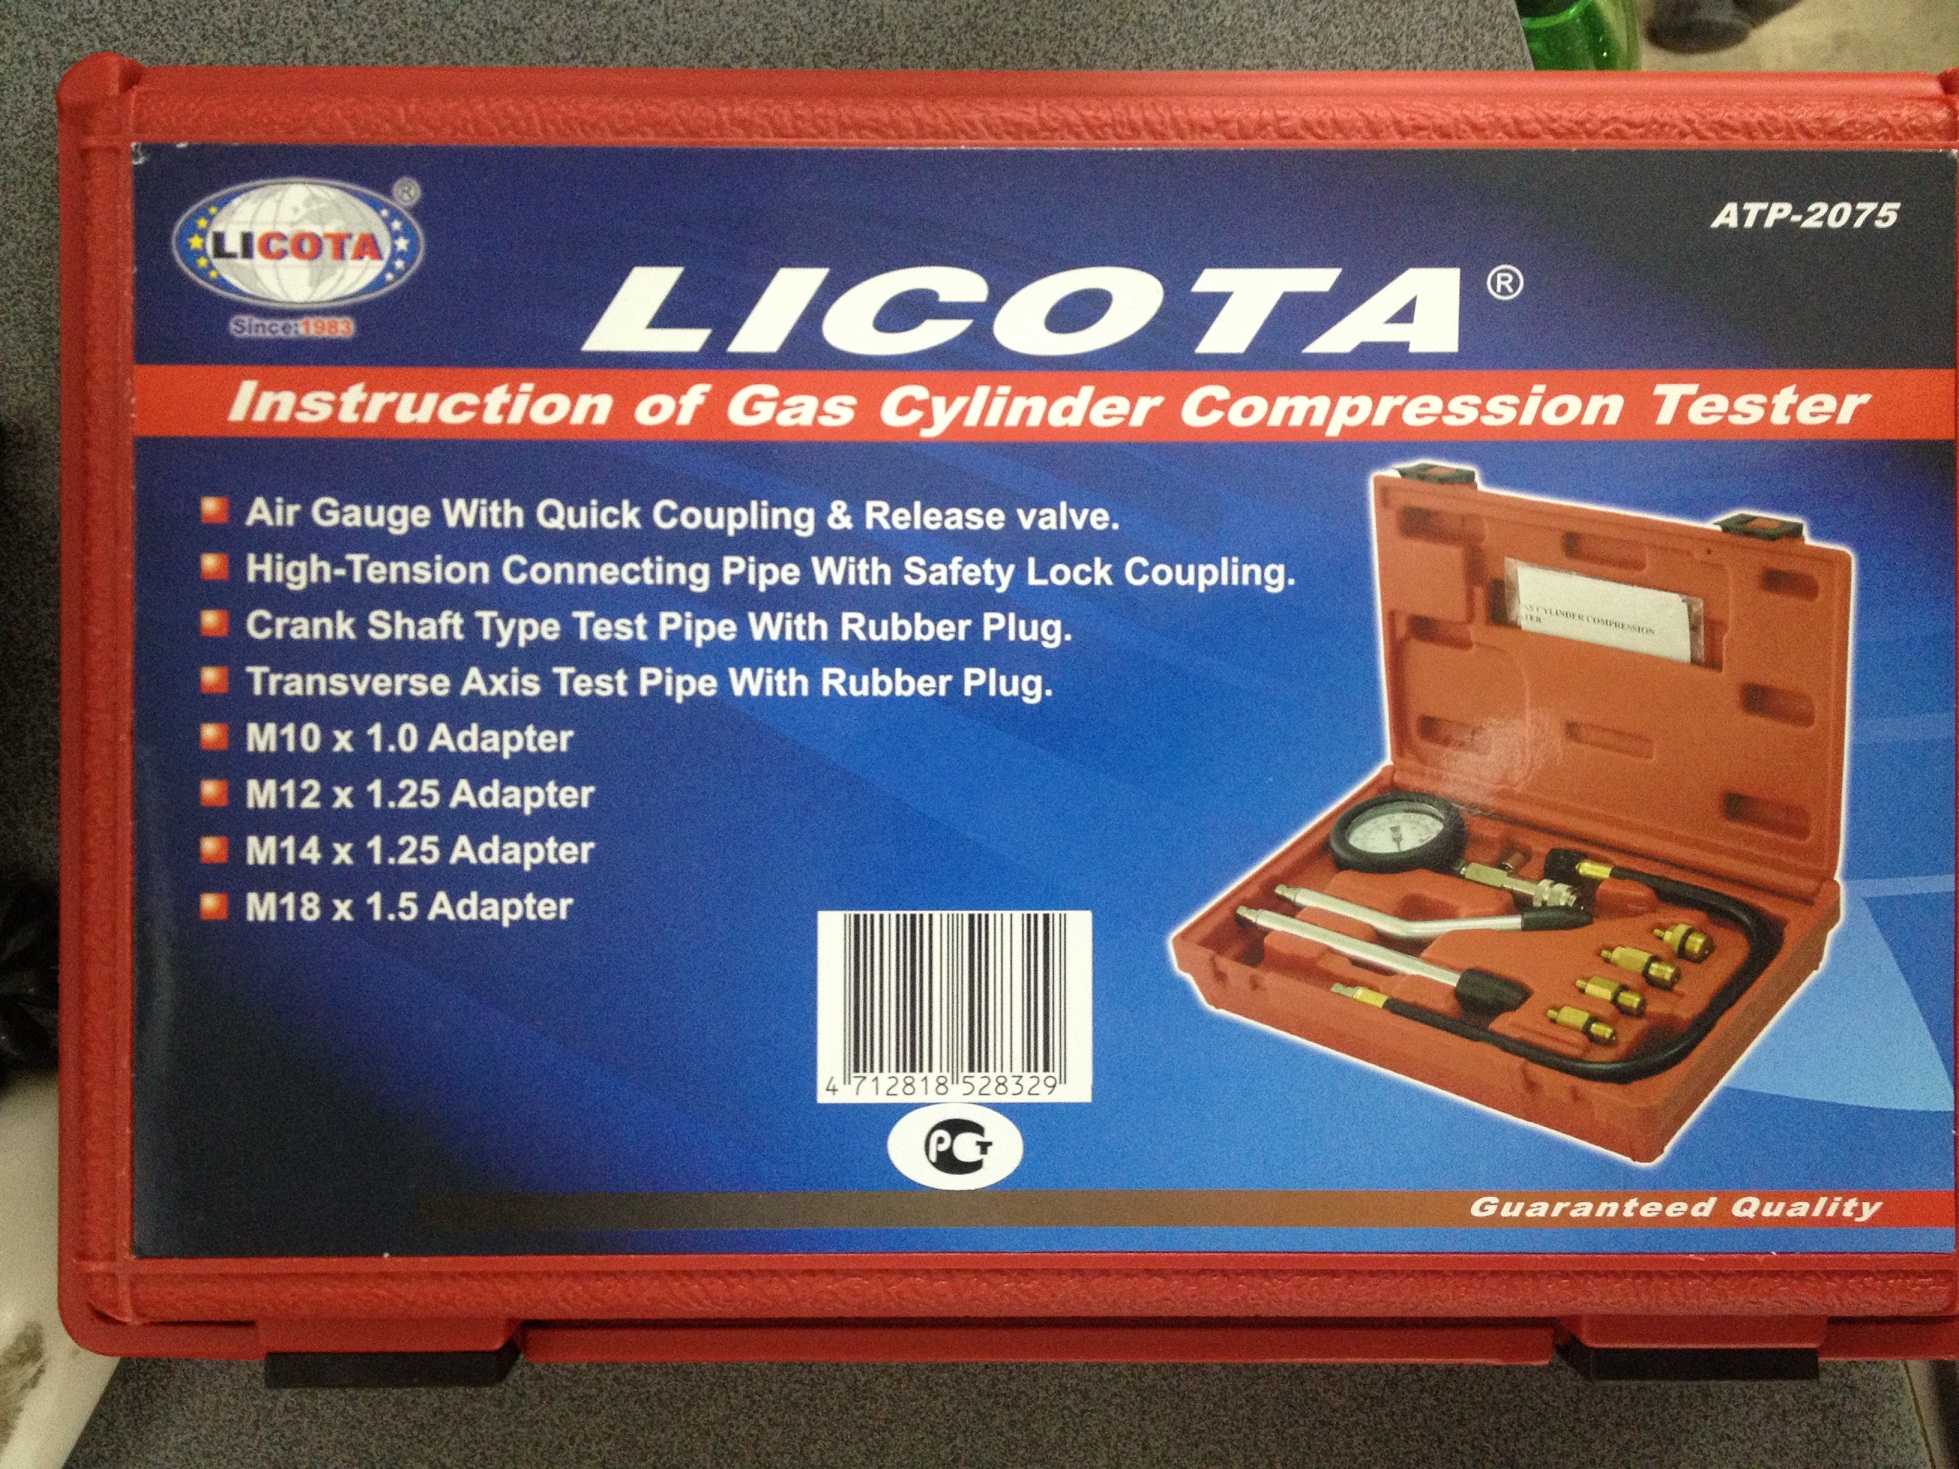 LICOTA ®
Since:1983
ATP-2075
LICOTA ®
Instruction of Gas Cylinder Compression Tester
Air Gauge With Quick Coupling & Release valve.
High-Tension Connecting Pipe With Safety Lock Coupling.
Crank Shaft Type Test Pipe With Rubber Plug.
Transverse Axis Test Pipe With Rubber Plug.
M10 x 1.0 Adapter
M12 x 1.25 Adapter
M14 x 1.25 Adapter
M18 x 1.5 Adapter
CYLINDER COMPRESSION
4 712818 528329
РСТ
Guaranteed Quality